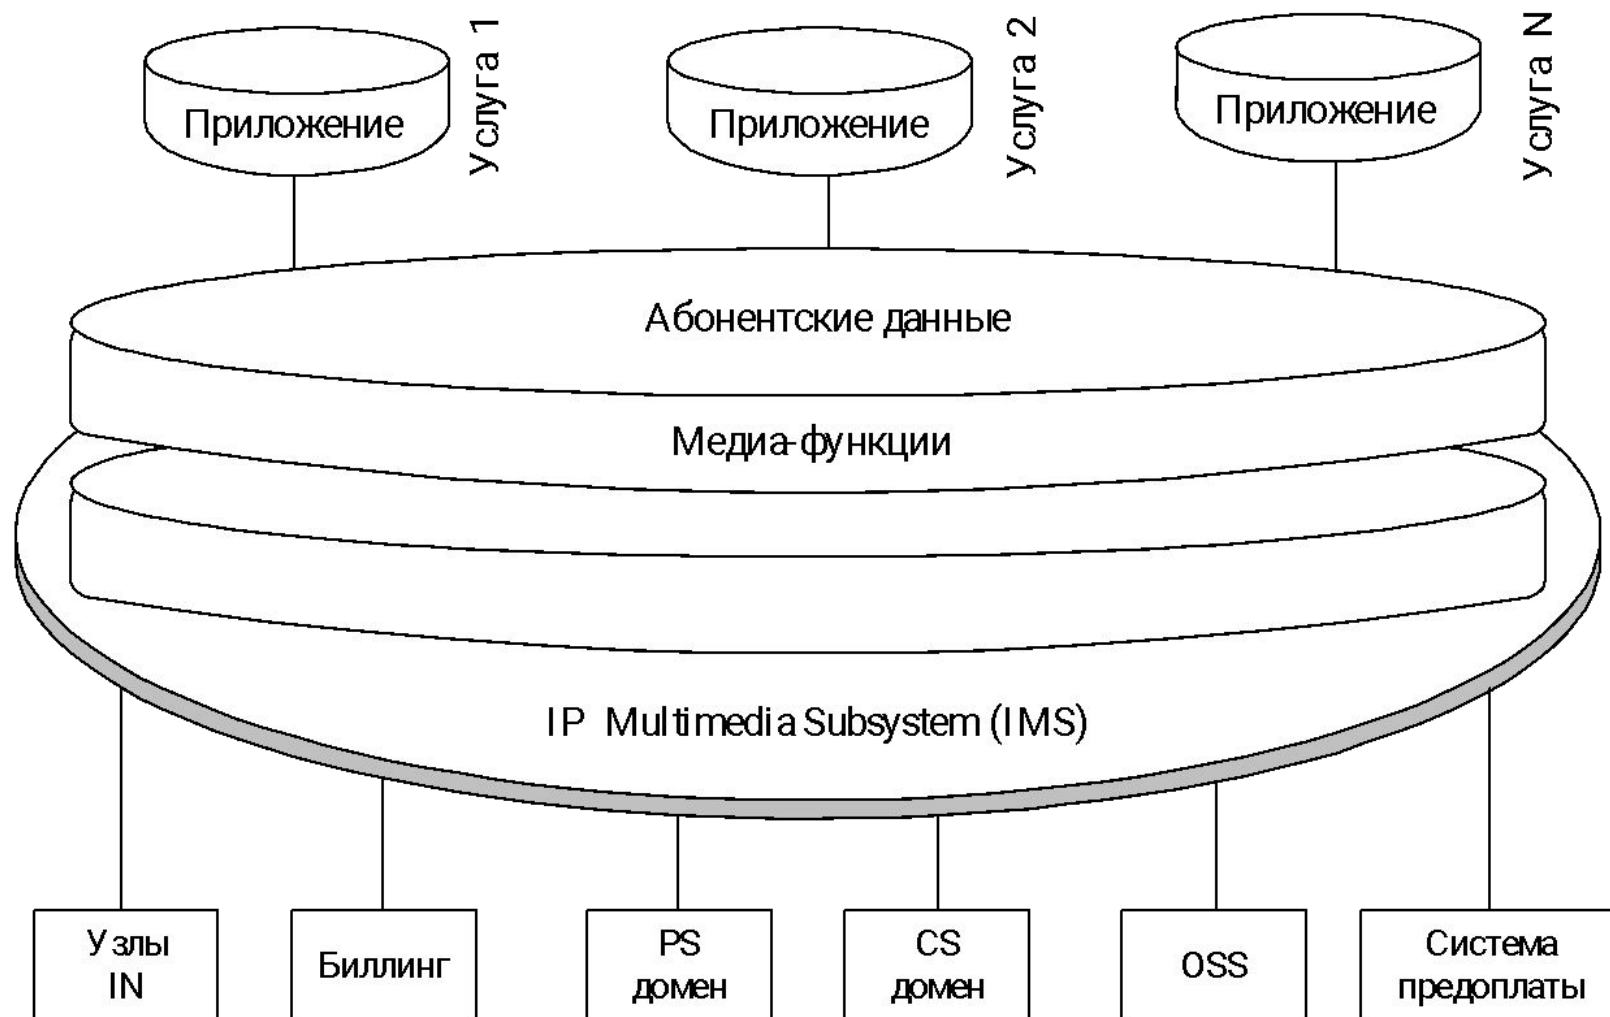 Приложение
Услуга 1
Приложение
Услуга 2
Приложение
Услуга N
Абонентские данные
Медиа-функции
IP Multimedia Subsystem (IMS)
Узлы
IN
Биллинг
PS
домен
CS
домен
OSS
Система
предоплаты